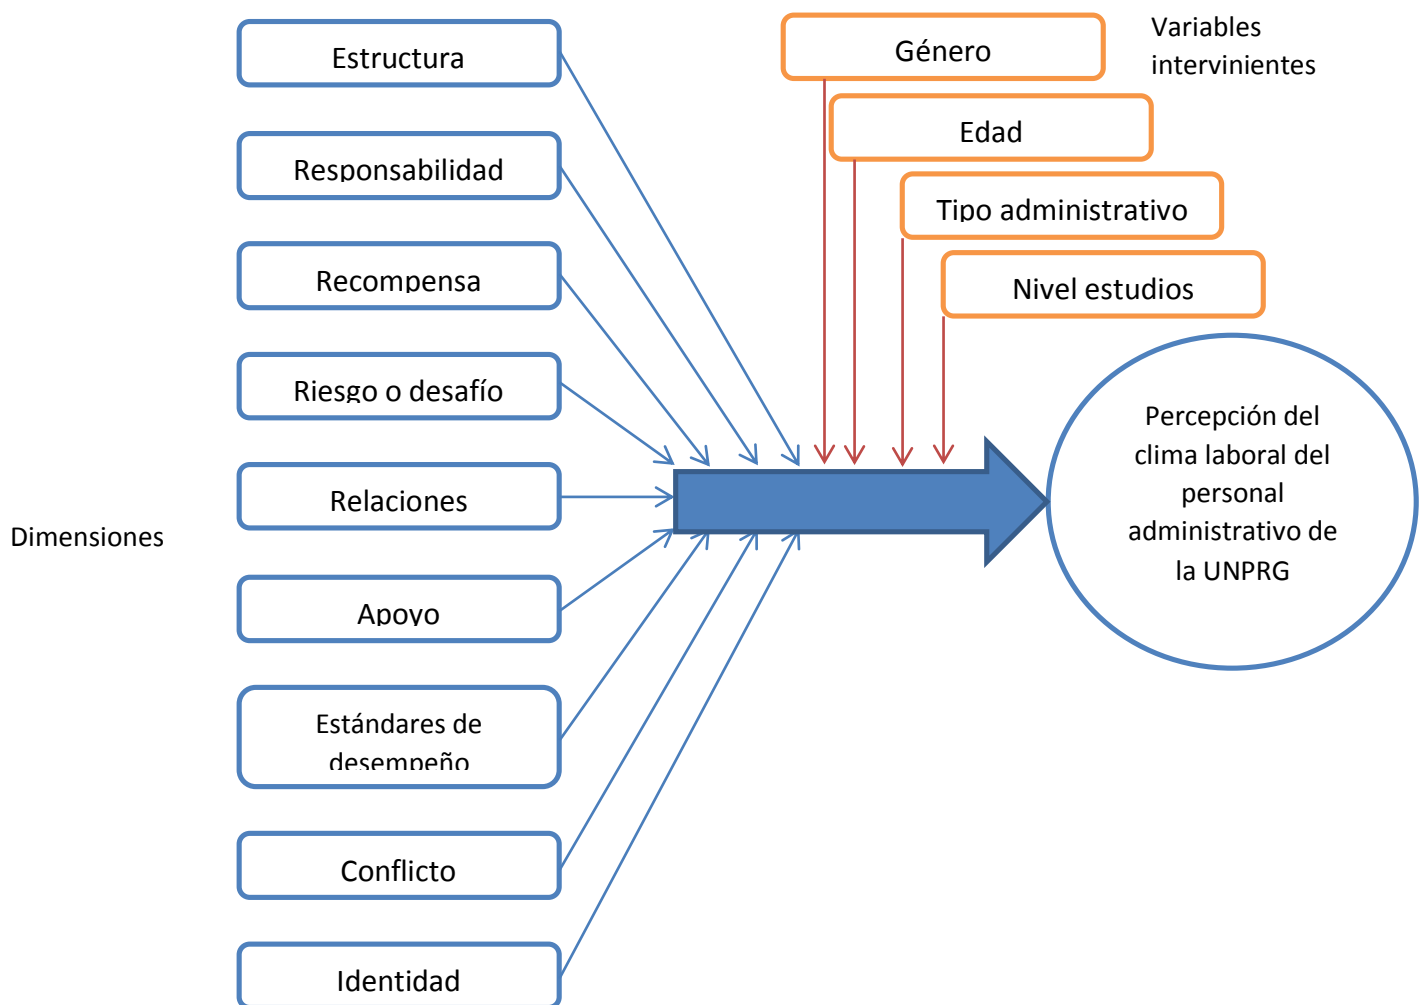 Estructura
Responsabilidad
Recompensa
Riesgo o desafío
Relaciones
Dimensiones
Apoyo
Estándares de
desempeño
Conflicto
Identidad
Género
Variables
intervinientes
Edad
Tipo administrativo
Nivel estudios
Percepción del
clima laboral del
personal
administrativo de
la UNPRG